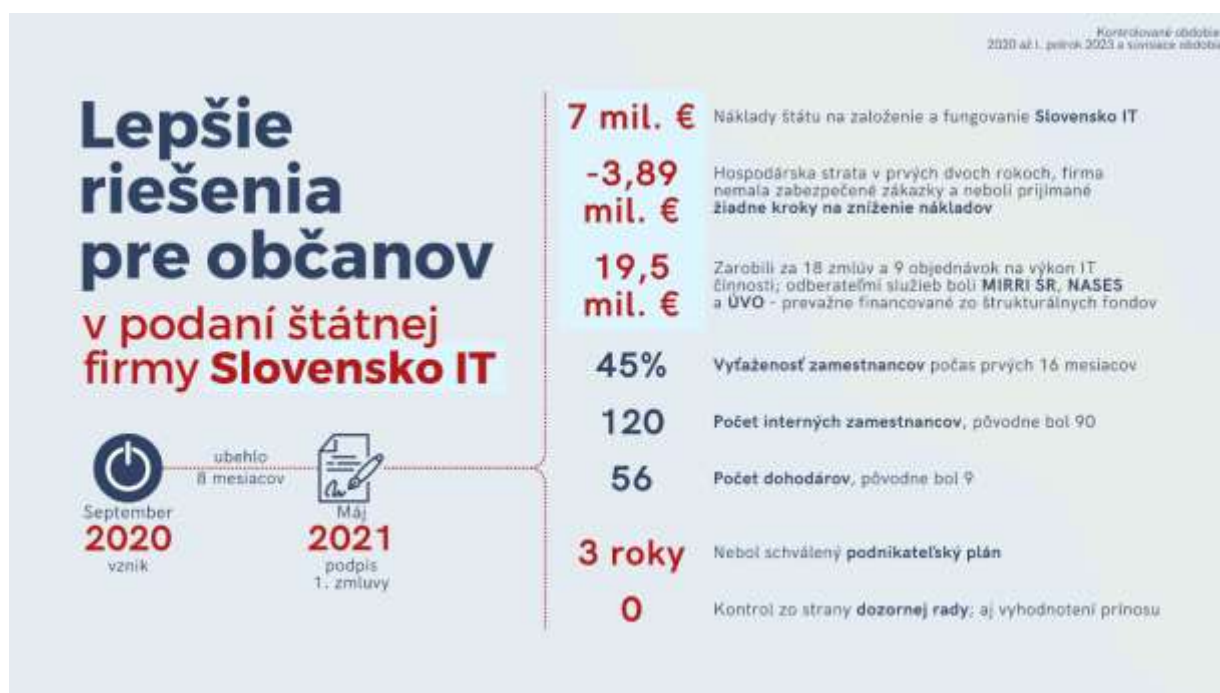 Kontrolované obdobie
2020 až I. polrok 2023 a súvisiace obdobia
Lepšie
riešenia
pre občanov
v podaní štátnej
firmy Slovensko IT
ubehlo
8 mesiacov
September
2020
vznik
Máj
2021
podpis
1. zmluvy
7 mil. €
Náklady štátu na založenie a fungovanie Slovensko IT
-3,89
mil. €
Hospodárska strata v prvých dvoch rokoch, firma
nemala zabezpečené zákazky a neboli prijímané
žiadne kroky na zníženie nákladov
19,5
mil. €
Zarobili za 18 zmlúv a 9 objednávok na výkon IT
činnosti; odberateľmi služieb boli MIRRI SR, NASES
a ÚVO - prevažne financované zo štrukturálnych fondov
45%
Vyťaženosť zamestnancov počas prvých 16 mesiacov
120
Počet interných zamestnancov, pôvodne bol 90
56
Počet dohodárov, pôvodne bol 9
3 roky
Nebol schválený podnikateľský plán
0
Kontrol zo strany dozornej rady; aj vyhodnotení prínosu